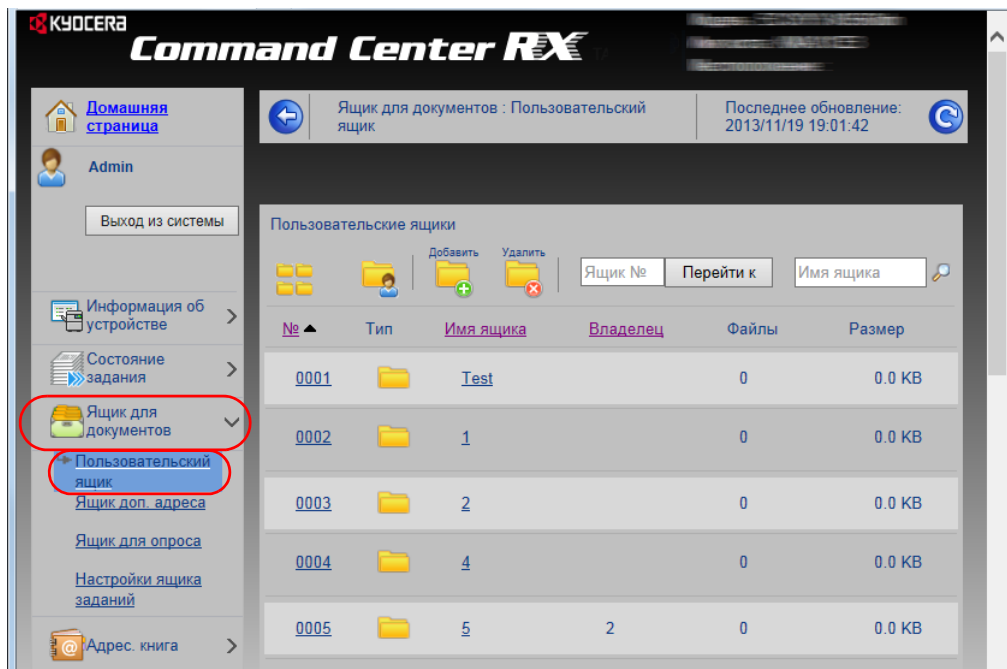 KYOCERA
Command Center RX
Домашняя
страница
Ящик для документов : Пользовательский
ящик
Последнее обновление:
2013/11/19 19:01:42
Admin
Выход из системы
Пользовательские ящики
Добавить Удалить
Ящик № Перейти к Имя ящика
Информация об
устройстве
№ Тип Имя ящика Владелец Файлы Размер
Состояние
задания
0001 Test 0 0.0 KB
Ящик для
документов
0002 1 0 0.0 KB
Пользовательский
ящик
Ящик доп. адреса
0003 2 0 0.0 KB
Ящик для опроса
0004 4 0 0.0 KB
Настройки ящика
заданий
0005 5 2 0 0.0 KB
Адрес. книга